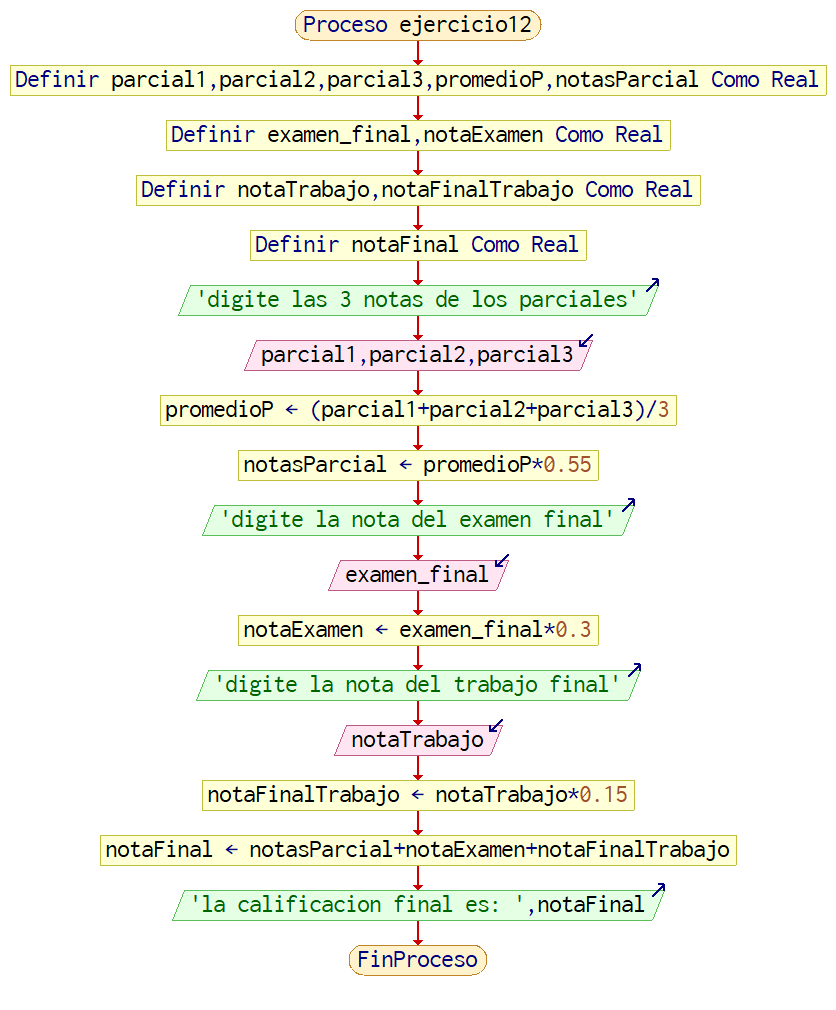 Proceso ejercicio12
Definir parcial1,parcial2,parcial3,promedioP,notasParcial Como Real
Definir examen_final,notaExamen Como Real
Definir notaTrabajo,notaFinalTrabajo Como Real
Definir notaFinal Como Real
'digite las 3 notas de los parciales'
parcial1,parcial2,parcial3
promedioP ← (parcial1+parcial2+parcial3)/3
notasParcial ← promedioP*0.55
'digite la nota del examen final'
examen_final
notaExamen ← examen_final*0.3
'digite la nota del trabajo final'
notaTrabajo
notaFinalTrabajo ← notaTrabajo*0.15
notaFinal ← notasParcial+notaExamen+notaFinalTrabajo
'la calificacion final es: ',notaFinal
FinProceso